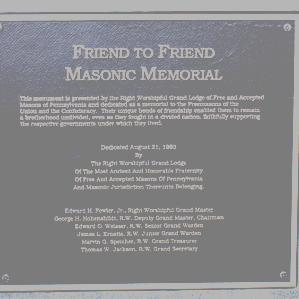 FRIEND TO FRIEND
MASONIC MEMORIAL
This monument is presented by the Right Worshipful Grand Lodge of Free and Accepted
Masons of Pennsylvania and dedicated as a memorial to the Freemasons of the
Union and the Confederacy. Their unique bonds of friendship enabled them to remain
a brotherhood undivided, even as they fought in a divided nation, faithfully supporting
the respective governments under which they lived.
Dedicated August 21, 1993
By
The Right Worshipful Grand Lodge
Of The Most Ancient And Honorable Fraternity
Of Free And Accepted Masons Of Pennsylvania
And Masonic Jurisdiction Thereunto Belonging.
Edward H. Fowler, Jr., Right Worshipful Grand Master
George H. Hohenshildt, R.W. Deputy Grand Master, Chairman
Edward O. Weisser, R.W. Senior Grand Warden
James L. Ernette, R.W. Junior Grand Warden
Marvin G. Speicher, R.W. Grand Treasurer
Thomas W. Jackson, R.W. Grand Secretary